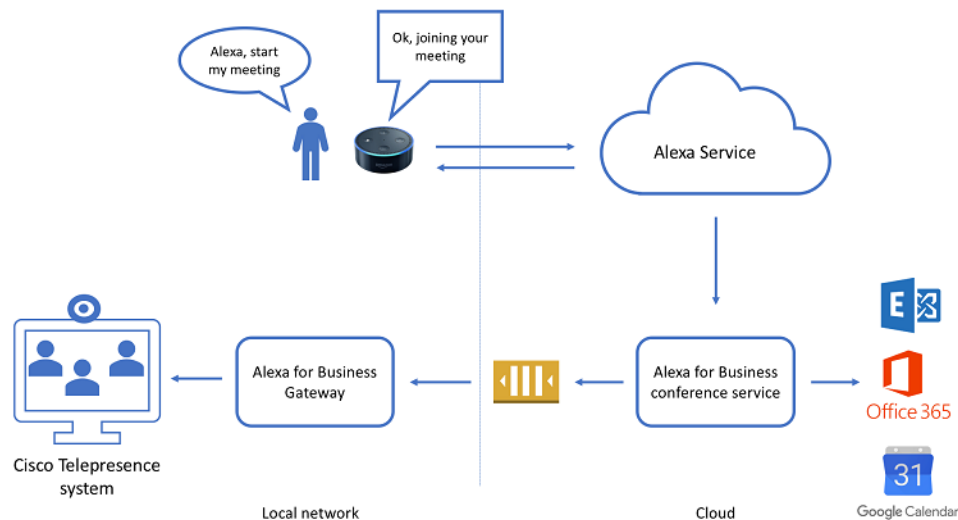 Alexa, start
my meeting
Ok, joining your
meeting
Alexa Service
E
Alexa for Business
Gateway
Alexa for Business
conference service
Office 365
Cisco Telepresence
system
31
Google Calendar
Local network
Cloud